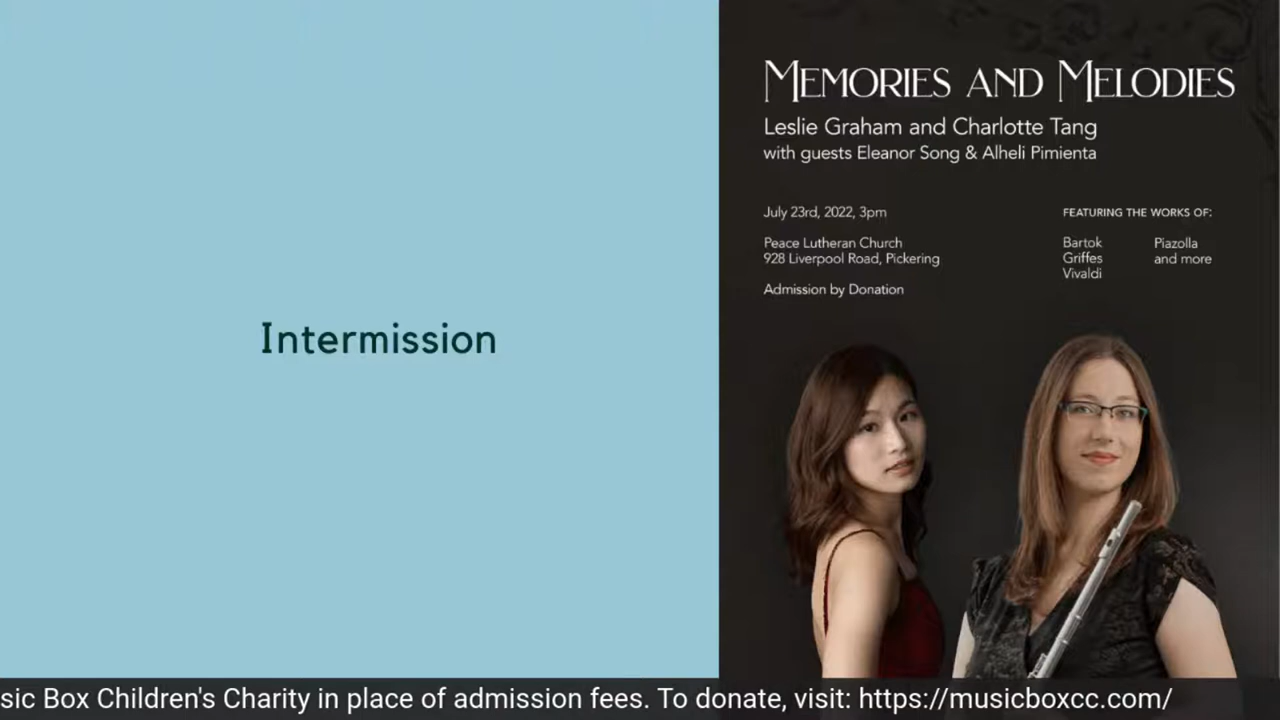 Intermission
MEMORIES AND MELODIES
Leslie Graham and Charlotte Tang
with guests Eleanor Song & Alheli Pimienta
July 23rd, 2022, 3pm
Peace Lutheran Church
928 Liverpool Road, Pickering
Admission by Donation
FEATURING THE WORKS OF:
Bartok
Griffes
Vivaldi
Piazolla
and more
sic Box Children's Charity in place of admission fees. To donate, visit: https://musicboxcc.com/